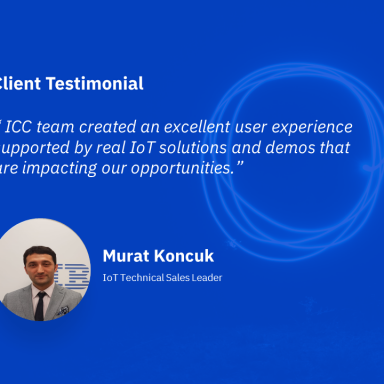 Client Testimonial
" ICC team created an excellent user experience
supported by real IoT solutions and demos that
are impacting our opportunities."
IBM
Murat Koncuk
IoT Technical Sales Leader